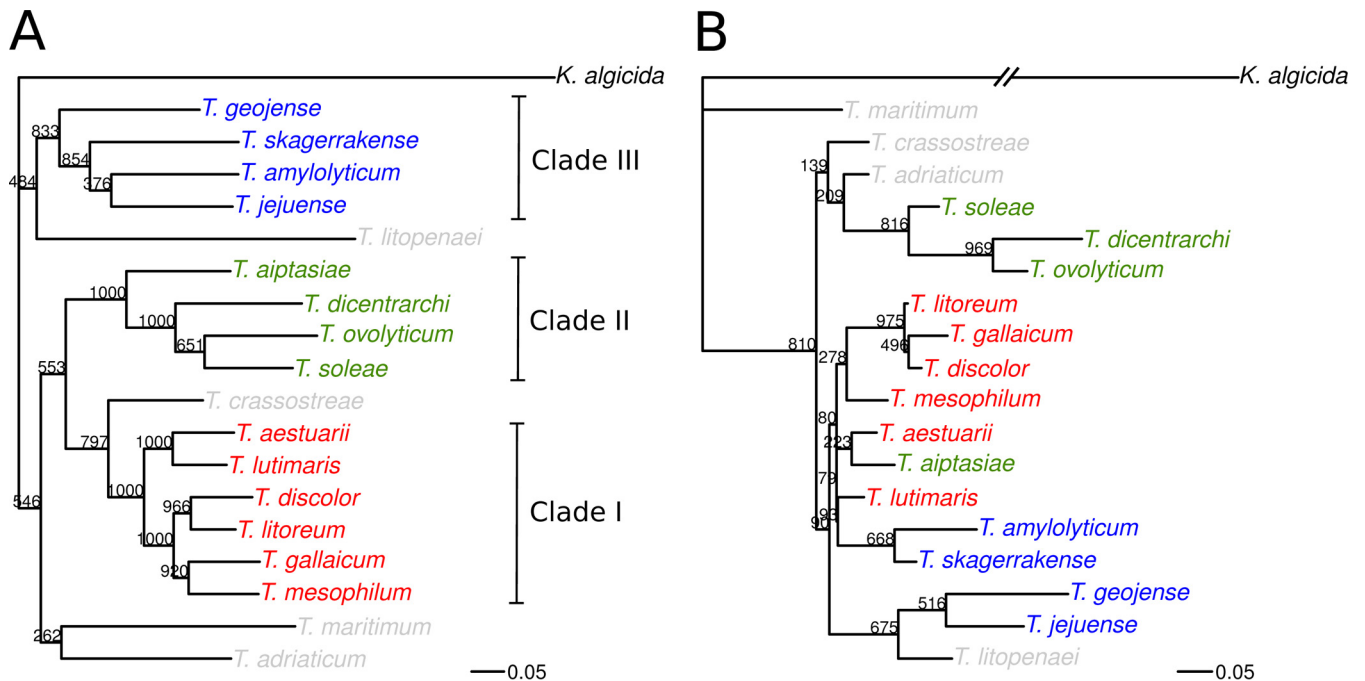 A
K. algicida
T. geojense
833
T. skagerrakense
854
Clade III
T. amylolyticum
376
484
T. jejuense
T. litopenaei
T. aiptasiae
1000
T. dicentrarchi
1000
Clade II
T. ovolyticum
651
553
T. soleae
T. crassostreae
T. aestuarii
797
1000
T. lutimaris
1000
T. discolor
546
966
Clade I
T. litoreum
1000
T. gallaicum
920
T. mesophilum
T. maritimum
262
T. adriaticum
0.05
B
K. algicida
T. maritimum
T. crassostreae
139
T. adriaticum
209
T. soleae
816
T. dicentrarchi
969
T. ovolyticum
T. litoreum
975
T. gallaicum
810
496
278
T. discolor
T. mesophilum
80
T. aestuarii
223
T. aiptasiae
79
T. lutimaris
93
90
T. amylolyticum
668
T. skagerrakense
T. geojense
516
675
T. jejuense
T. litopenaei
0.05